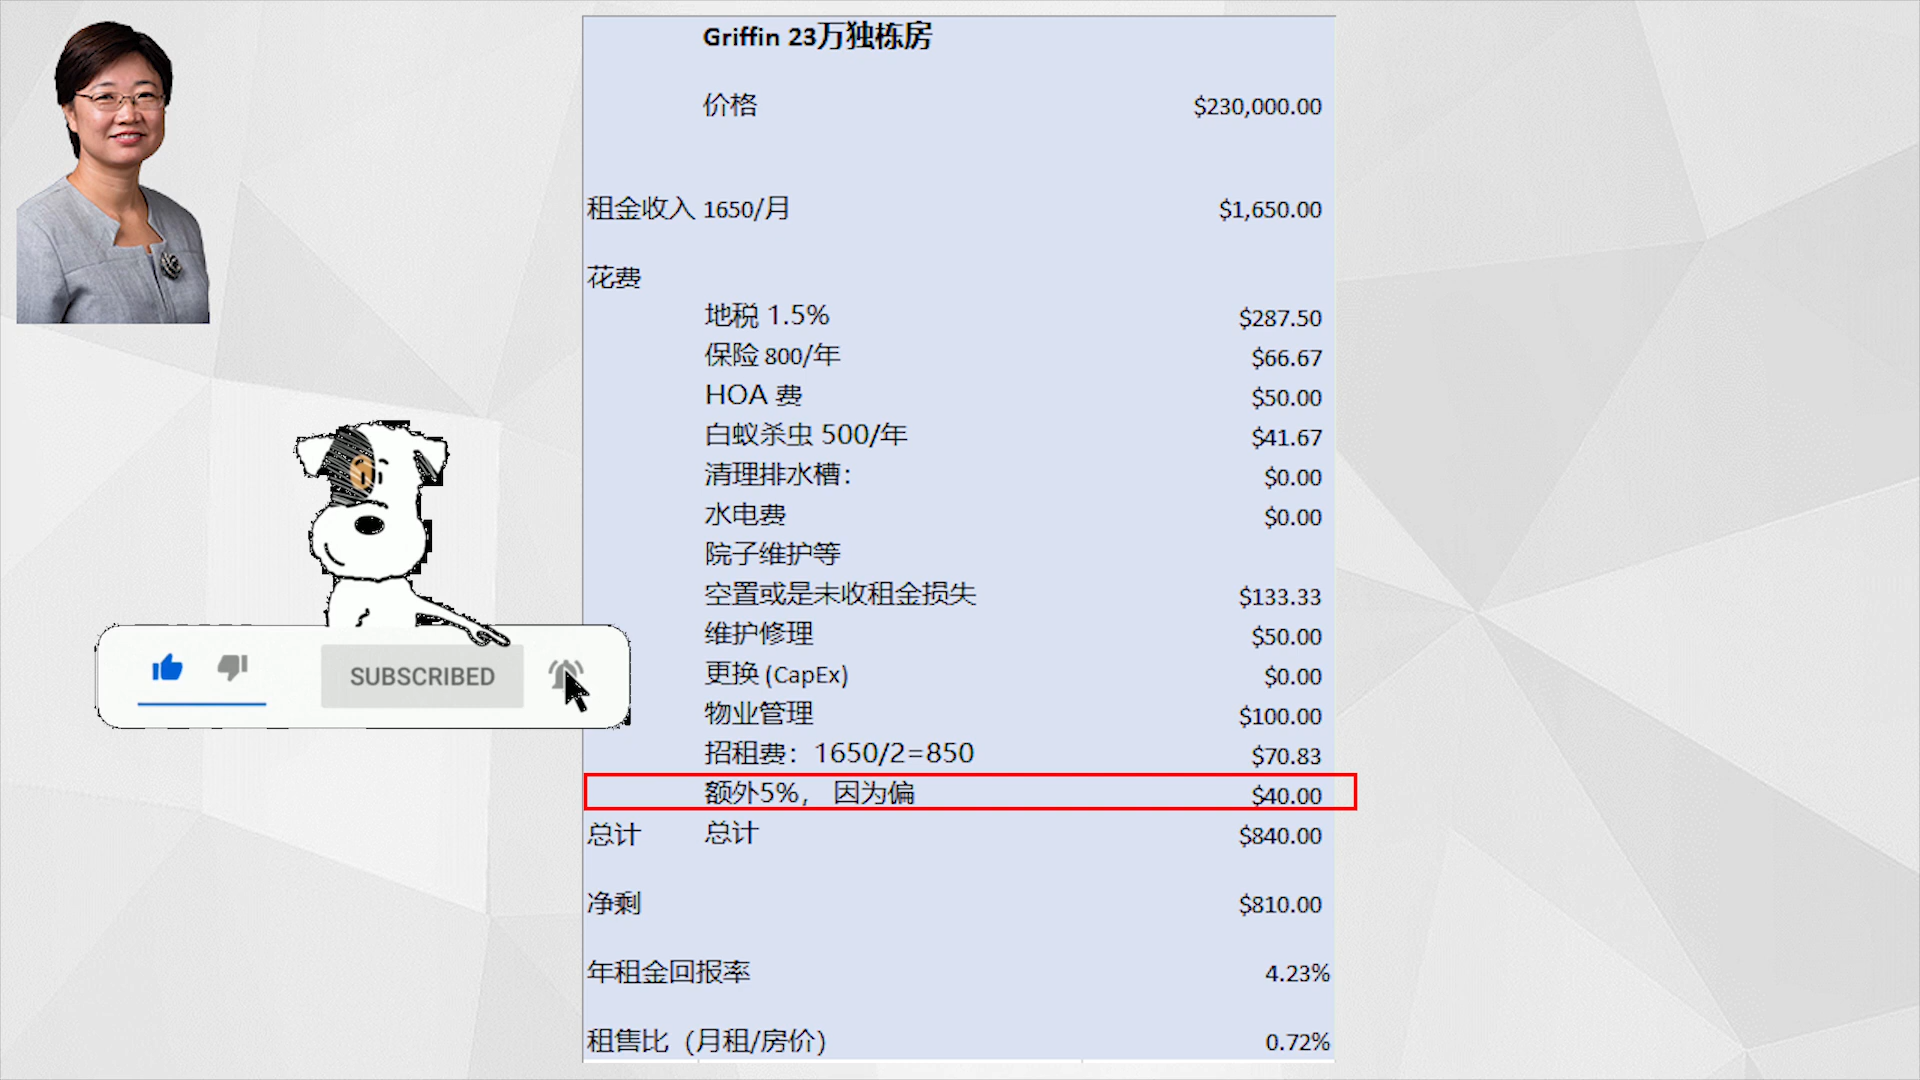 Griffin 23万独栋房
价格 $230,000.00
租金收入 1650/月 $1,650.00
花费
地税 1.5% $287.50
保险 800/年 $66.67
HOA 费 $50.00
白蚁杀虫 500/年 $41.67
清理排水槽： $0.00
水电费 $0.00
院子维护等
空置或是未收租金损失 $133.33
维护修理 $50.00
更换 (CapEx) $0.00
物业管理 $100.00
招租费：1650/2=850 $70.83
额外5%， 因为偏 $40.00
总计 总计 $840.00
净剩 $810.00
年租金回报率 4.23%
租售比（月租/房价） 0.72%
SUBSCRIBED